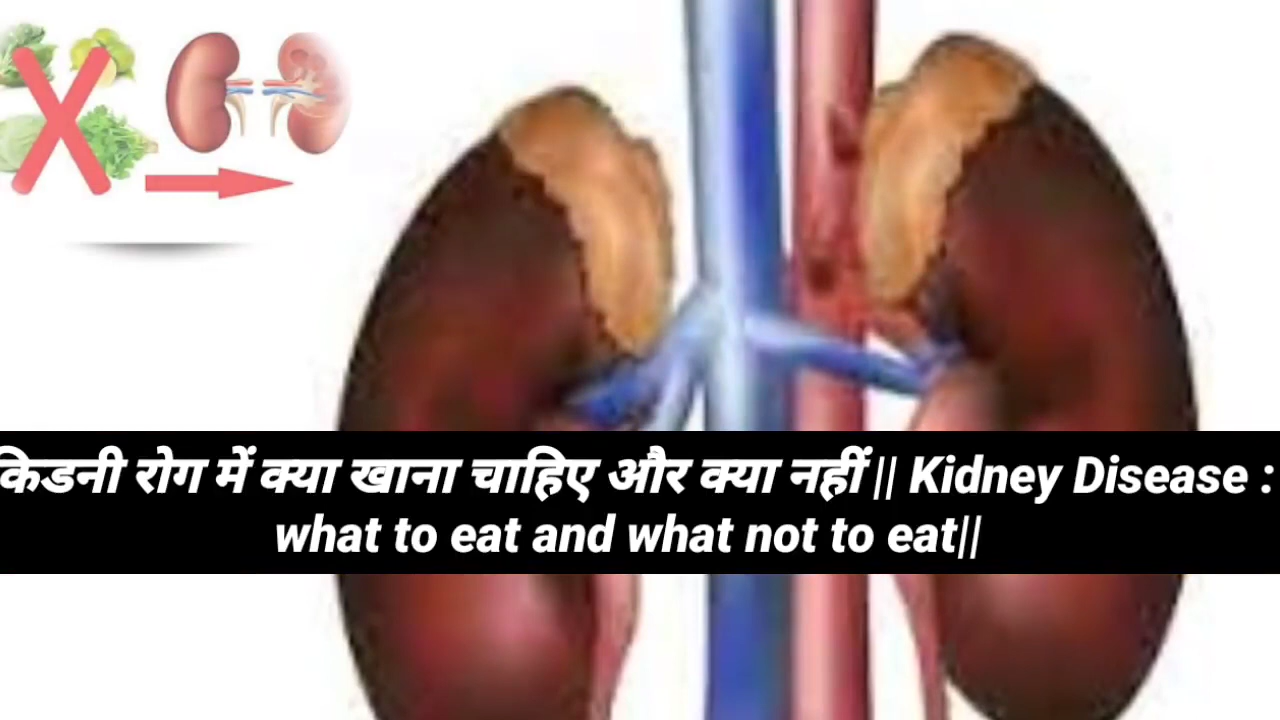 किडनी रोग में क्या खाना चाहिए और क्या नहीं || Kidney Disease :
what to eat and what not to eat||